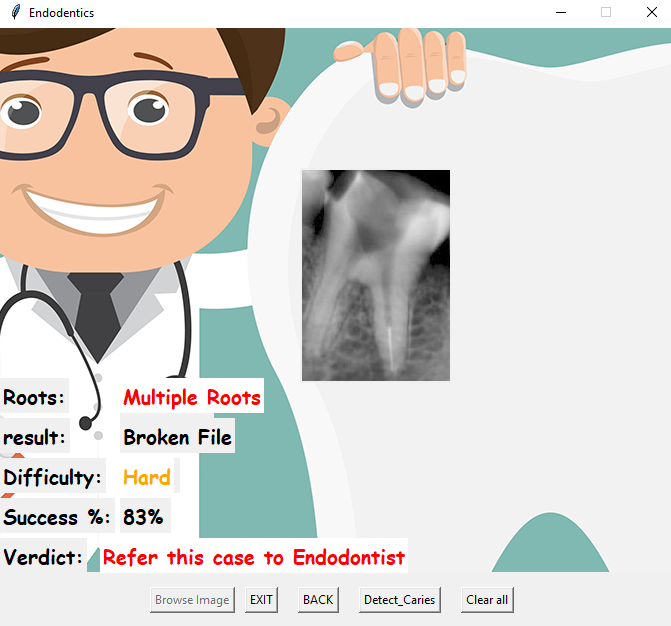 Endodentics
Roots: Multiple Roots
result: Broken File
Difficulty: Hard
Success %: 83%
Verdict: Refer this case to Endodontist
Browse Image EXIT BACK Detect_Caries Clear all